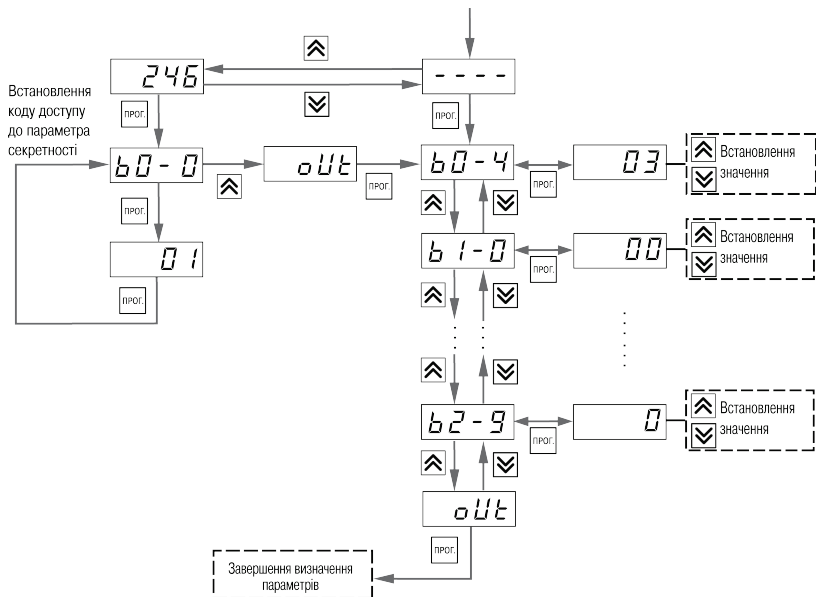 246
- - - -
Встановлення
коду доступу
до параметра
секретності
ПРОГ.
ПРОГ.
b0-0
oUt
b0-4
03
Встановлення
значення
ПРОГ.
ПРОГ.
ПРОГ.
01
b1-0
00
Встановлення
значення
ПРОГ.
ПРОГ.
b2-9
0
Встановлення
значення
ПРОГ.
oUt
ПРОГ.
Завершення визначення
параметрів